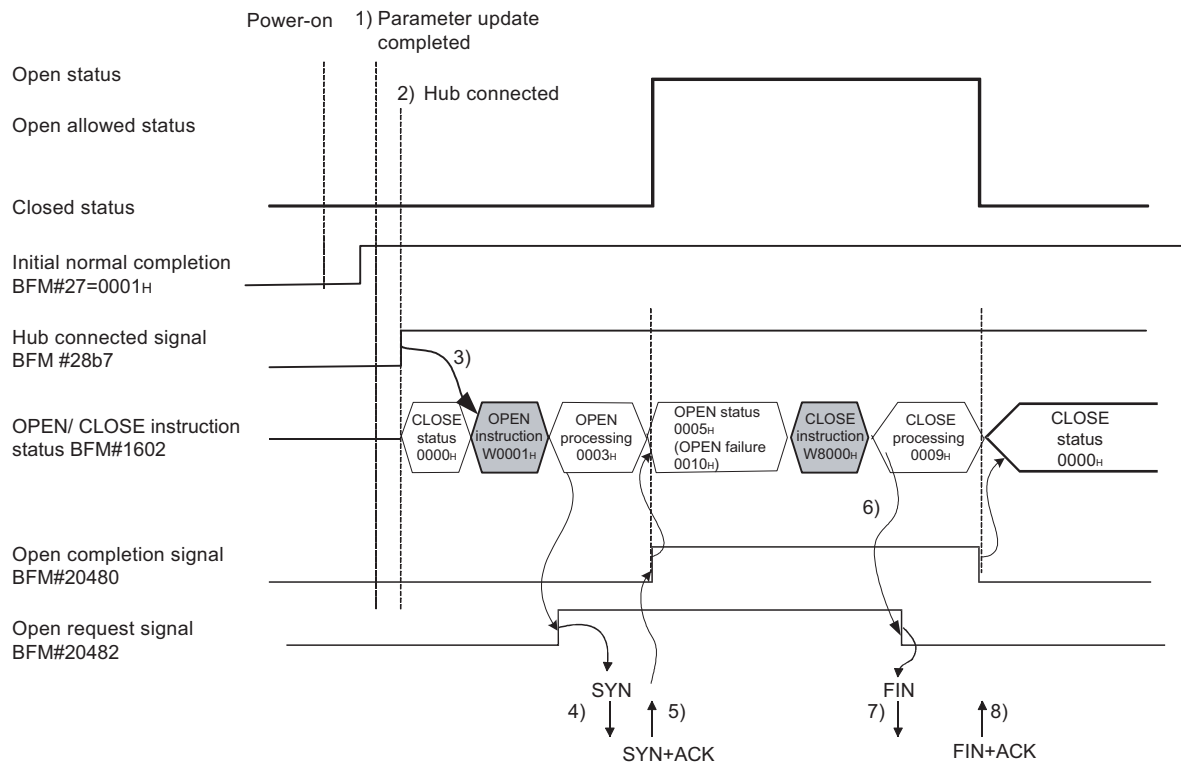 Power-on
1) Parameter update
completed
Open status
2) Hub connected
Open allowed status
Closed status
Initial normal completion
BFM#27=0001H
Hub connected signal
BFM #28b7
3)
OPEN/ CLOSE instruction
status BFM#1602
CLOSE
status
0000H
OPEN
instruction
W0001H
OPEN
processing
0003H
OPEN status
0005H
(OPEN failure
0010H)
CLOSE
instruction
W8000H
CLOSE
processing
0009H
CLOSE
status
0000H
6)
Open completion signal
BFM#20480
Open request signal
BFM#20482
SYN
4)
5)
SYN+ACK
FIN
7)
8)
FIN+ACK